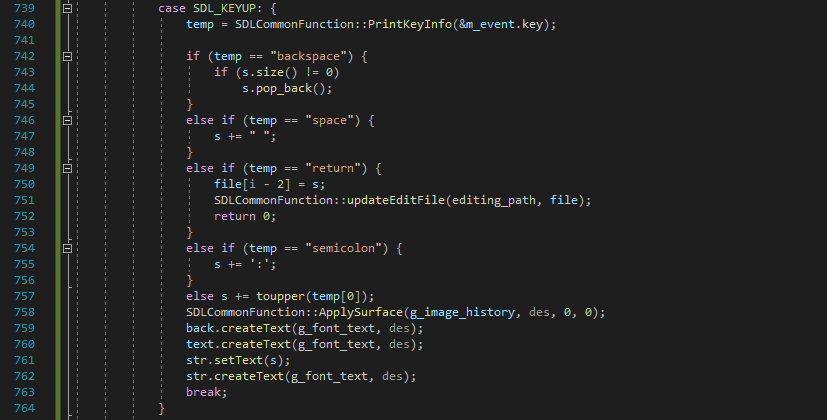 739 case SDL_KEYUP: {
740 temp = SDLCommonFunction::PrintKeyInfo(&m_event.key);
741
742 if (temp == "backspace") {
743 if (s.size() != 0)
744 s.pop_back();
745 }
746 else if (temp == "space") {
747 s += " ";
748 }
749 else if (temp == "return") {
750 file[i - 2] = s;
751 SDLCommonFunction::updateEditFile(editing_path, file);
752 return 0;
753 }
754 else if (temp == "semicolon") {
755 s += ':';
756 }
757 else s += toupper(temp[0]);
758 SDLCommonFunction::ApplySurface(g_image_history, des, 0, 0);
759 back.createText(g_font_text, des);
760 text.createText(g_font_text, des);
761 str.setText(s);
762 str.createText(g_font_text, des);
763 break;
764 }